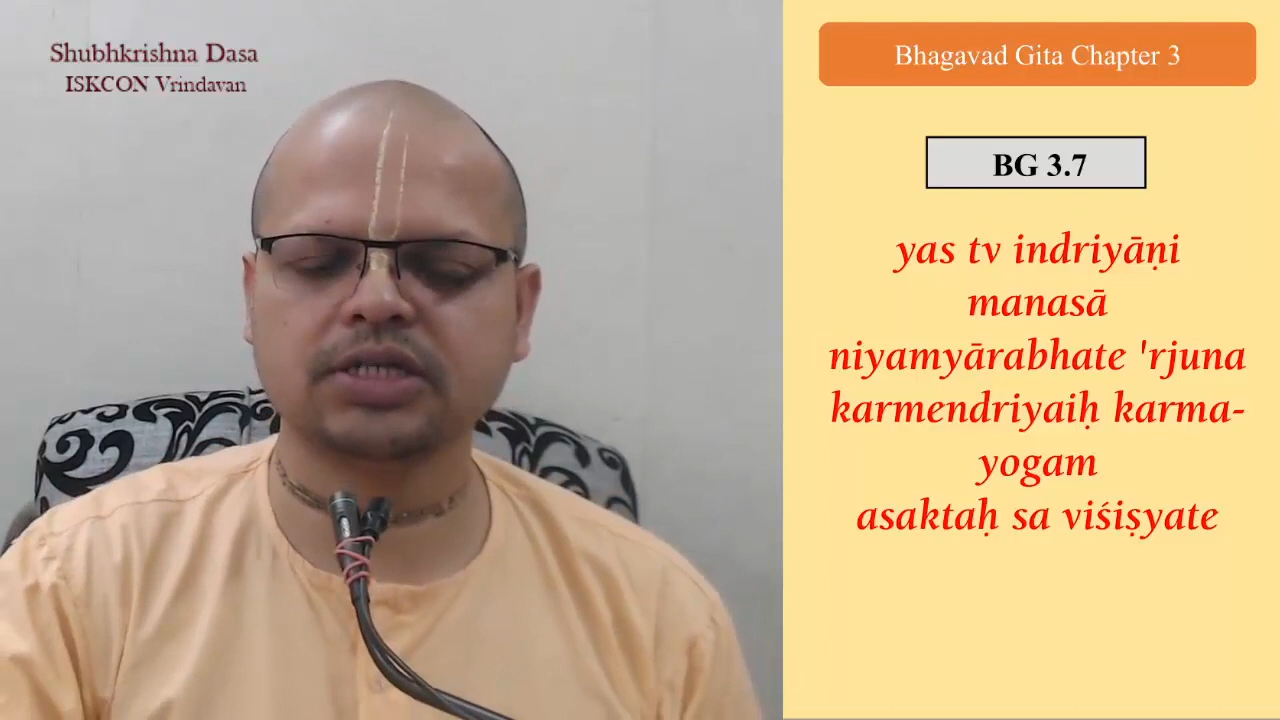 Shubhkrishna Dasa
ISKCON Vrindavan
Bhagavad Gita Chapter 3
BG 3.7
yas tv indriyāṇi
manasā
niyamyārabhate 'rjuna
karmendriyaiḥ karma-
yogam
asaktaḥ sa viśiṣyate